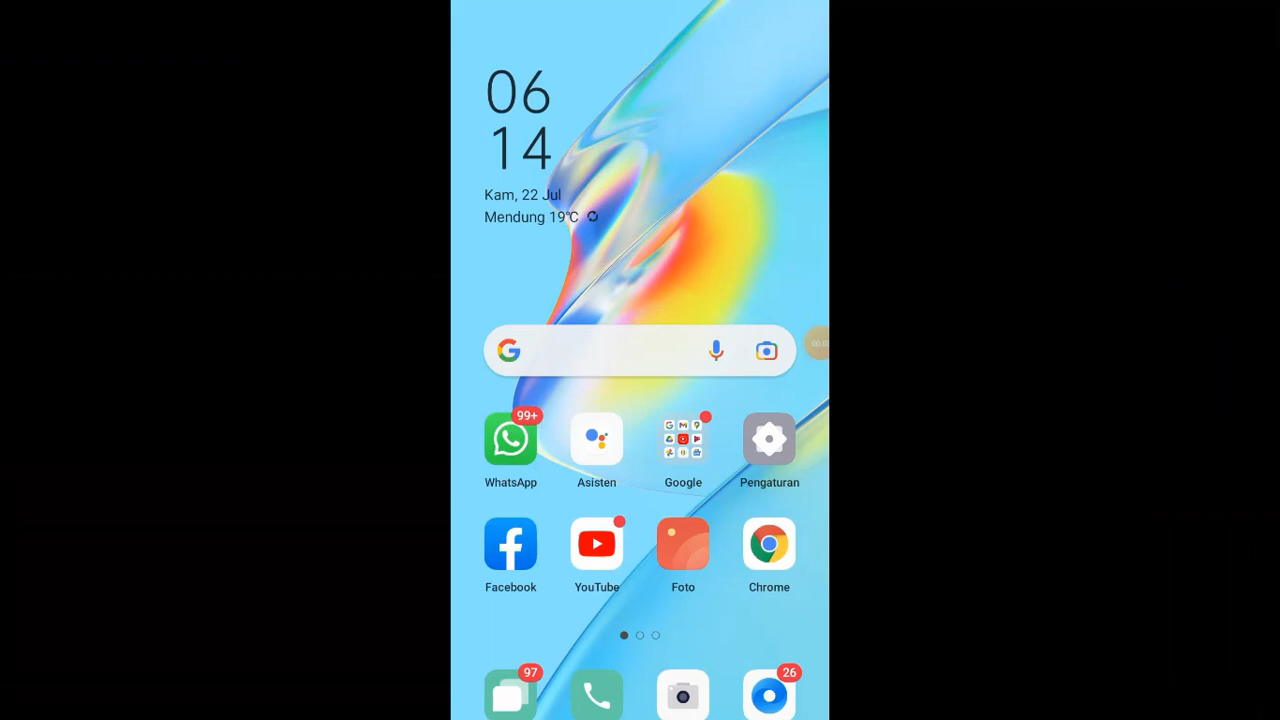 06
14
Kam, 22 Jul
Mendung 19°C
99+
WhatsApp
Asisten
Google
Pengaturan
Facebook
YouTube
Foto
Chrome
97
26